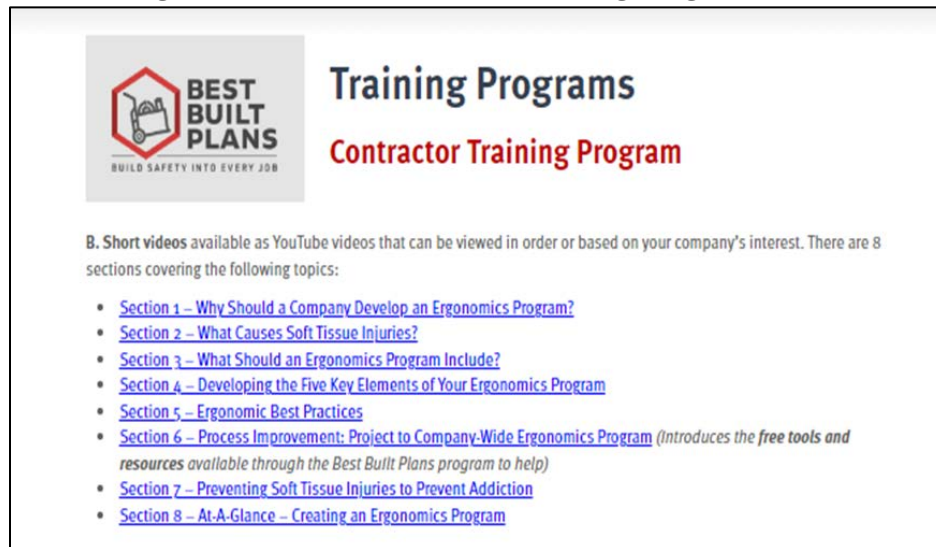 BEST
BUILT
PLANS
BUILD SAFETY INTO EVERY JOB
Training Programs
Contractor Training Program
B. Short videos available as YouTube videos that can be viewed in order or based on your company's interest. There are 8
sections covering the following topics:
• Section 1 – Why Should a Company Develop an Ergonomics Program?
• Section 2 – What Causes Soft Tissue Injuries?
• Section 3 – What Should an Ergonomics Program Include?
• Section 4 – Developing the Five Key Elements of Your Ergonomics Program
• Section 5 – Ergonomic Best Practices
• Section 6 – Process Improvement: Project to Company-Wide Ergonomics Program (Introduces the free tools and
resources available through the Best Built Plans program to help)
• Section 7 – Preventing Soft Tissue Injuries to Prevent Addiction
• Section 8 – At-A-Glance – Creating an Ergonomics Program